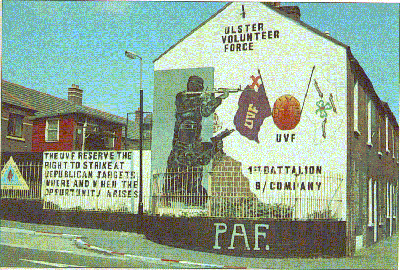 ULSTER
VOLUNTEER
FORCE
UVF
UVF
THE UVF RESERVE THE
RIGHT TO STRIKE AT
REPUBLICAN TARGETS
WHERE AND WHEN THE
OPPORTUNITY ARISES
1ST BATTALION
B/COMPANY
P.A.F.